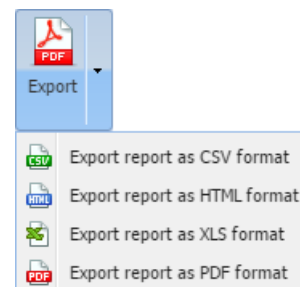 PDF
Export
CSV Export report as CSV format
HTML Export report as HTML format
X Export report as XLS format
PDF Export report as PDF format